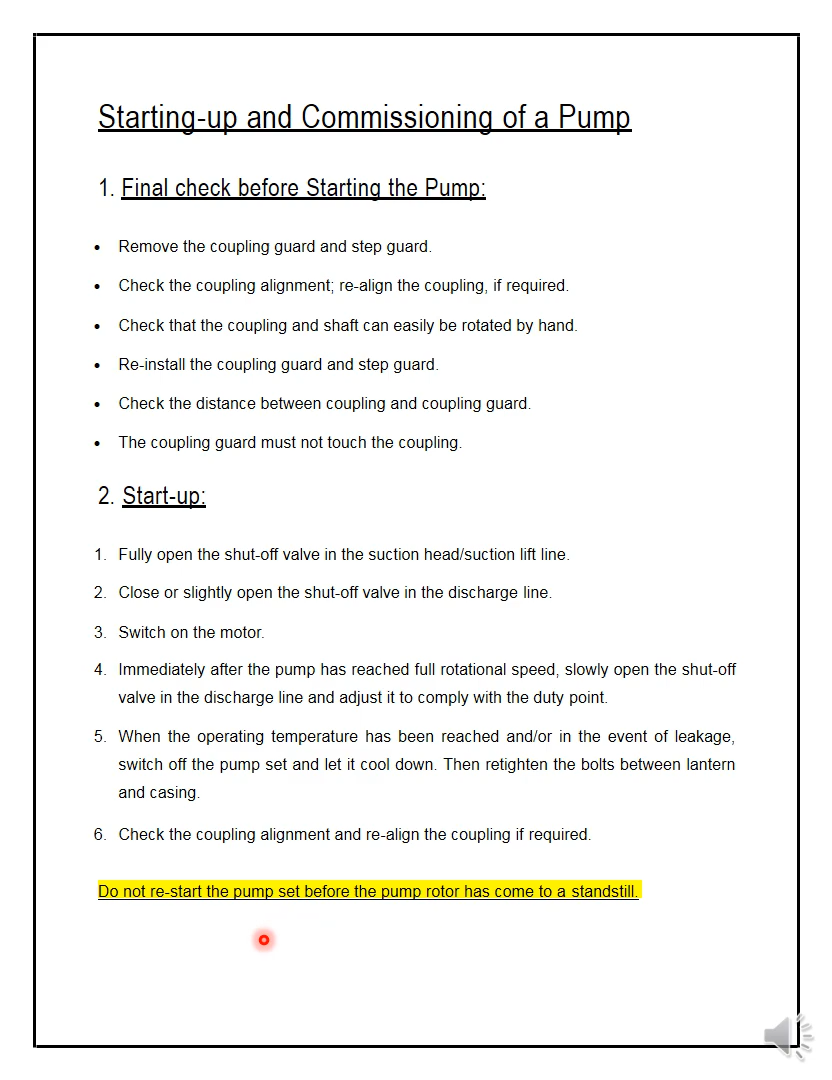 Starting-up and Commissioning of a Pump
1. Final check before Starting the Pump:
• Remove the coupling guard and step guard.
• Check the coupling alignment; re-align the coupling, if required.
• Check that the coupling and shaft can easily be rotated by hand.
• Re-install the coupling guard and step guard.
• Check the distance between coupling and coupling guard.
• The coupling guard must not touch the coupling.
2. Start-up:
1. Fully open the shut-off valve in the suction head/suction lift line.
2. Close or slightly open the shut-off valve in the discharge line.
3. Switch on the motor.
4. Immediately after the pump has reached full rotational speed, slowly open the shut-off
valve in the discharge line and adjust it to comply with the duty point.
5. When the operating temperature has been reached and/or in the event of leakage,
switch off the pump set and let it cool down. Then retighten the bolts between lantern
and casing.
6. Check the coupling alignment and re-align the coupling if required.
Do not re-start the pump set before the pump rotor has come to a standstill.